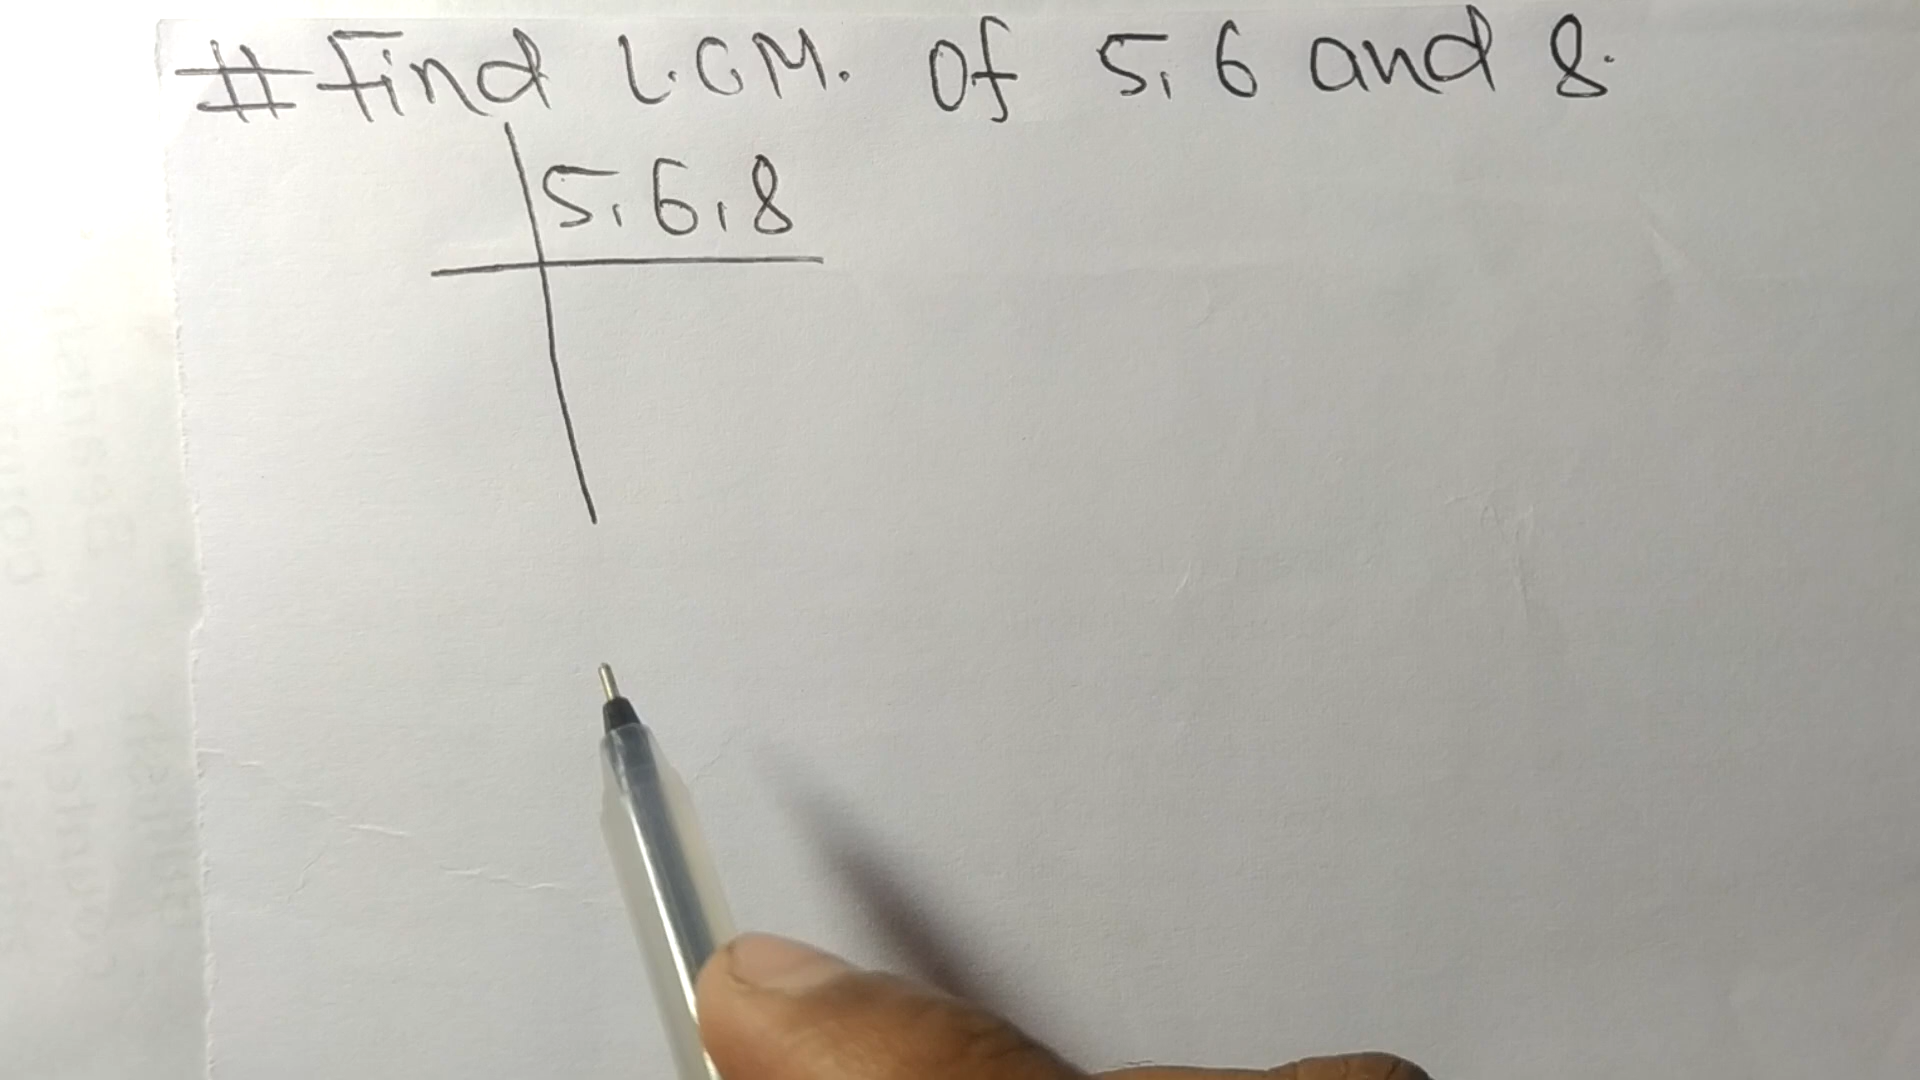 # Find L.C.M. Of 5, 6 and 8.
5, 6, 8